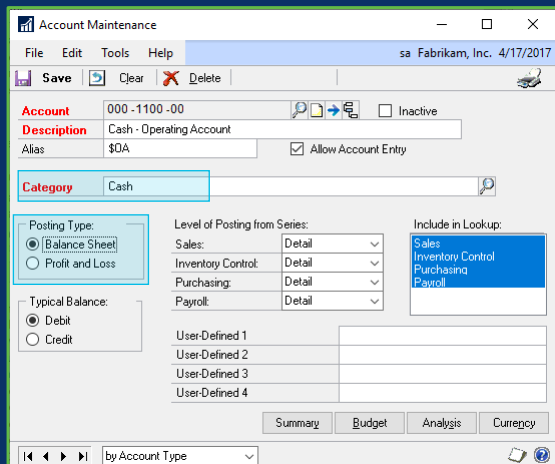 Account Maintenance
File Edit Tools Help sa Fabrikam, Inc. 4/17/2017
Save Clear Delete
Account 000 -1100 -00 Inactive
Description Cash - Operating Account
Alias $OA Allow Account Entry
Category Cash
Posting Type: Level of Posting from Series: Include in Lookup:
Balance Sheet Sales: Detail Sales
Profit and Loss Inventory Control: Detail Inventory Control
Purchasing: Detail Purchasing
Typical Balance: Payroll: Detail Payroll
Debit
Credit User-Defined 1
User-Defined 2
User-Defined 3
User-Defined 4
Summary Budget Analysis Currency
by Account Type